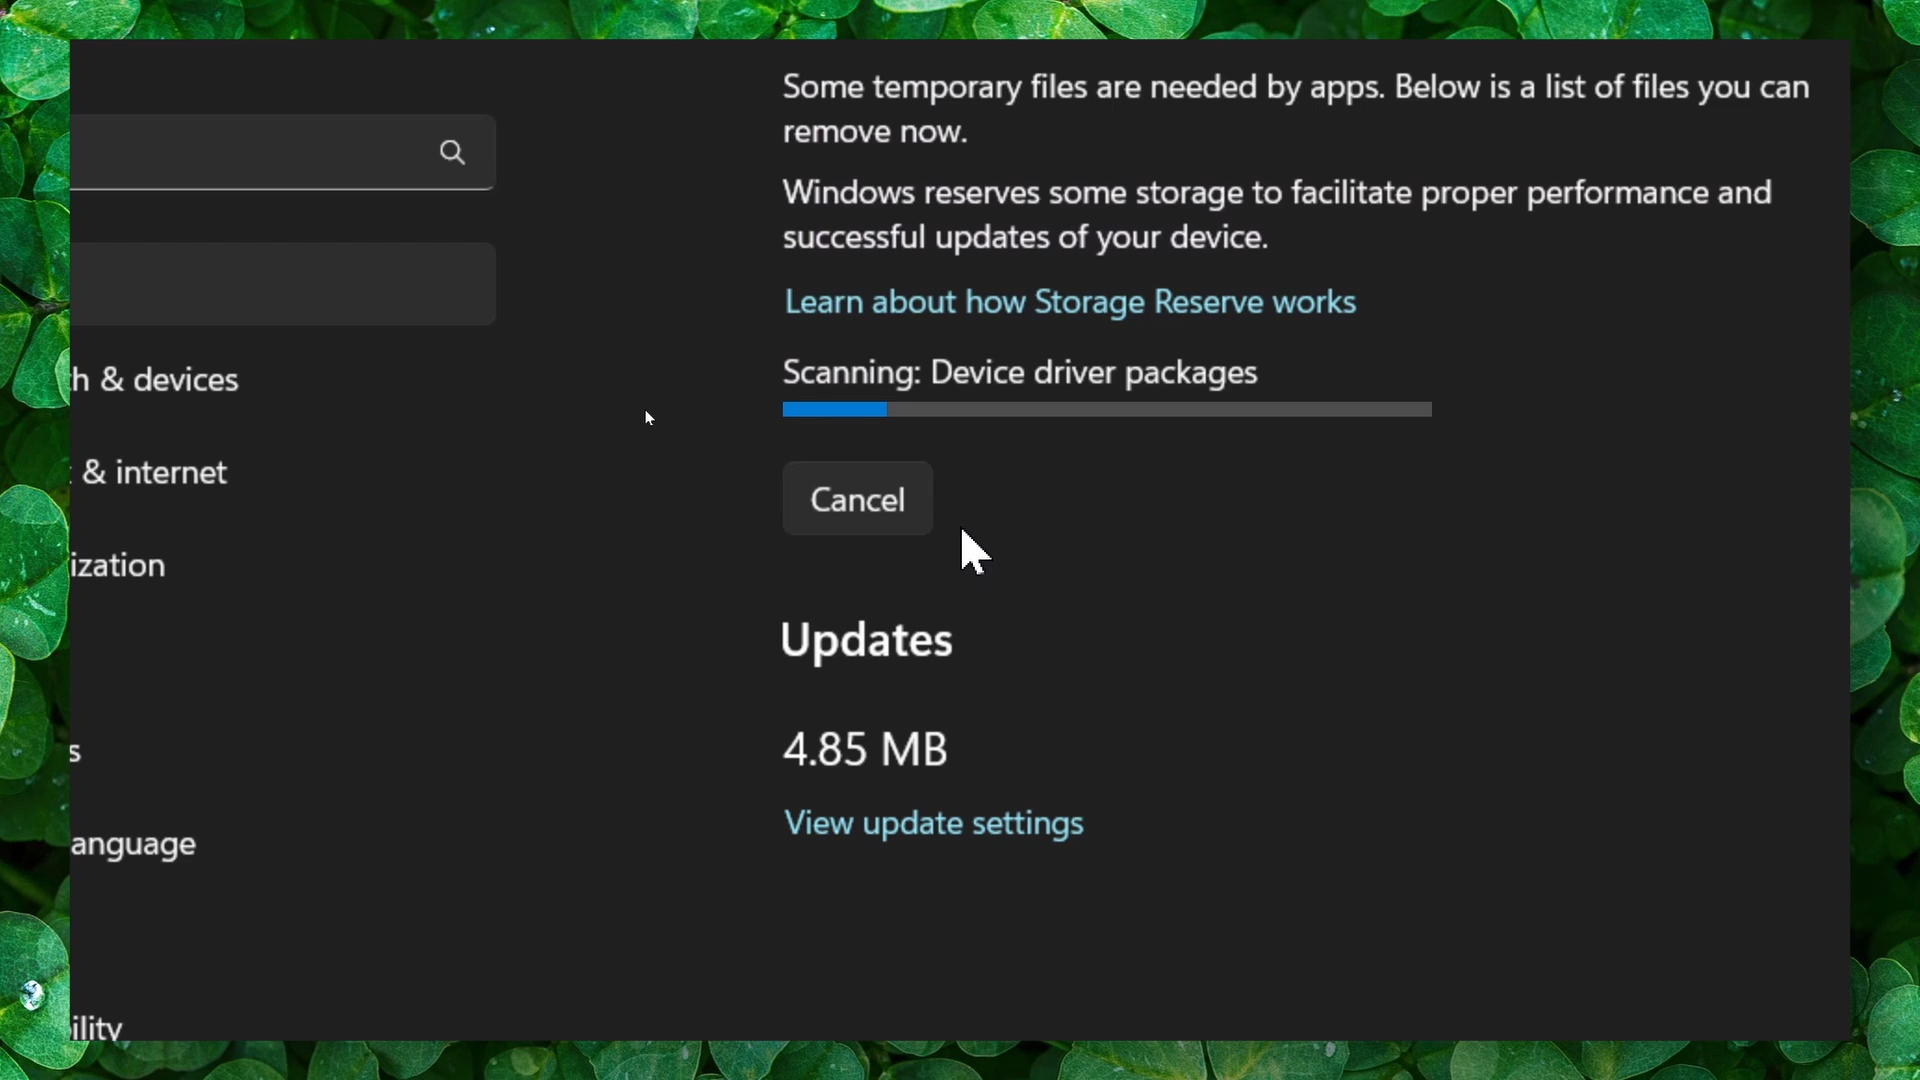 Some temporary files are needed by apps. Below is a list of files you can
remove now.
Windows reserves some storage to facilitate proper performance and
successful updates of your device.
Learn about how Storage Reserve works
Scanning: Device driver packages
Cancel
Updates
4.85 MB
View update settings
h & devices
& internet
ization
s
anguage
ility